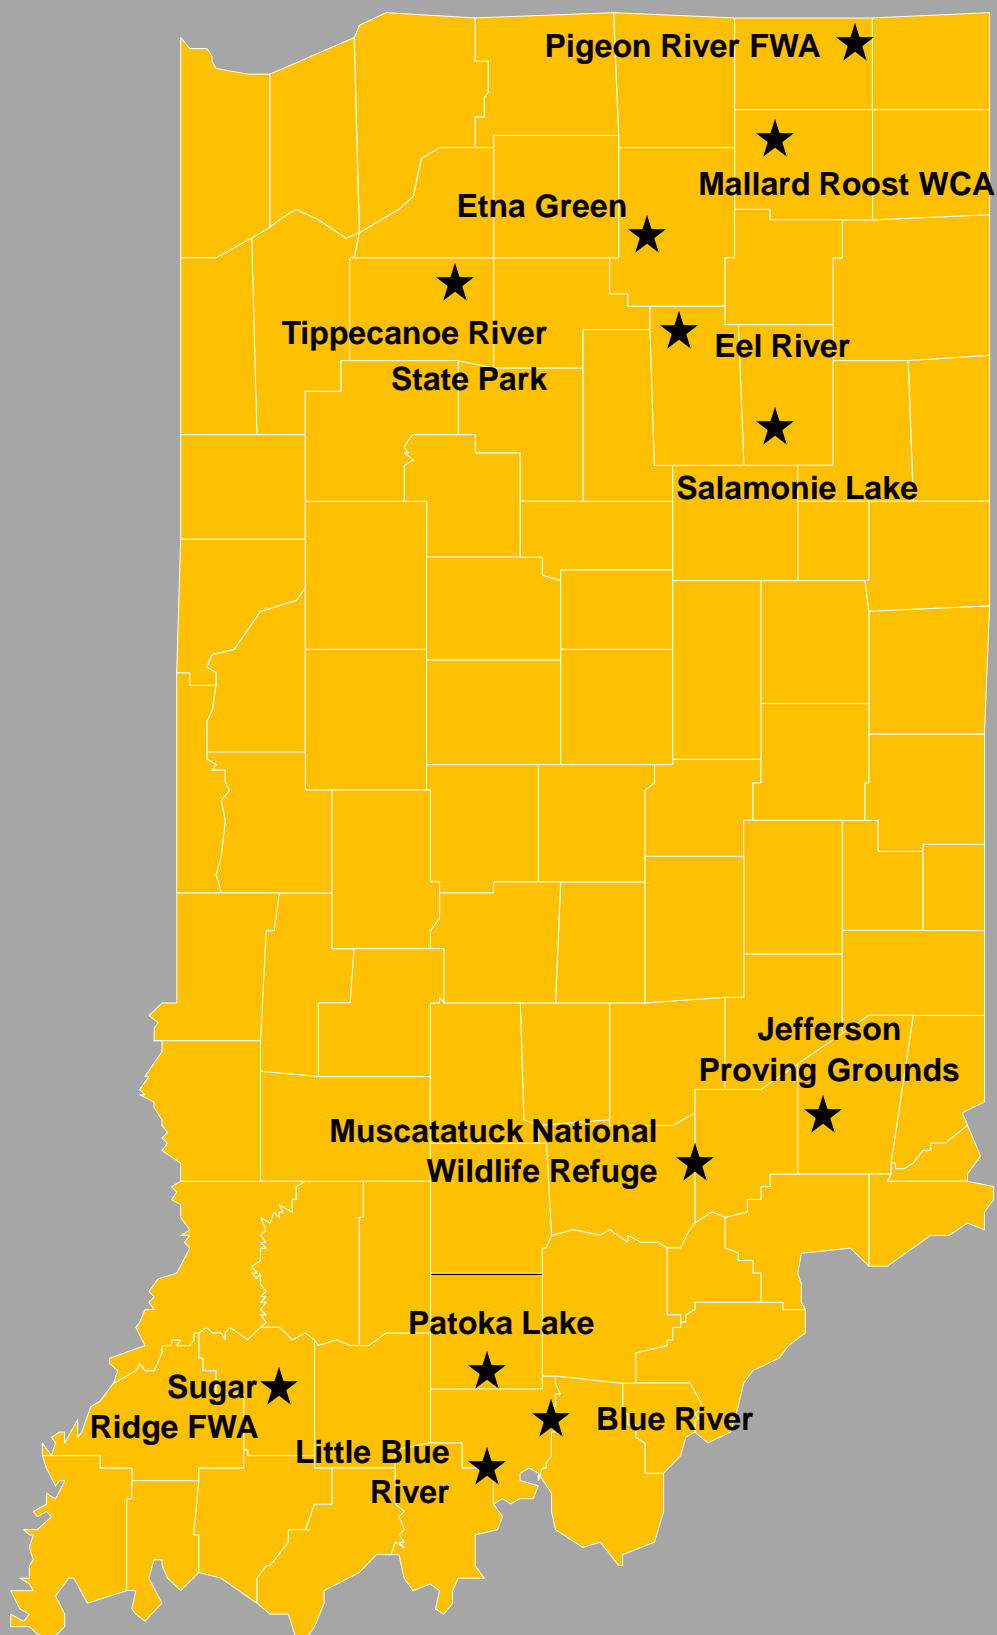 Pigeon River FWA
Mallard Roost WCA
Etna Green
Tippecanoe River
State Park
Eel River
Salamonie Lake
Jefferson
Proving Grounds
Muscatatuck National
Wildlife Refuge
Patoka Lake
Sugar
Ridge FWA
Blue River
Little Blue
River